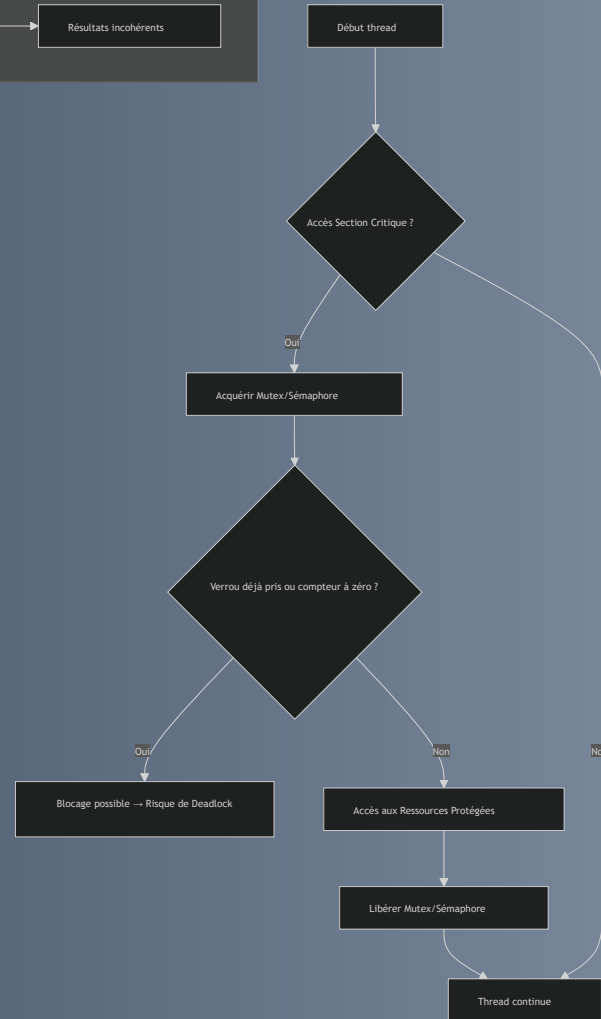 Résultats incohérents
Début thread
Accès Section Critique ?
Oui
Acquérir Mutex/Sémaphore
Verrou déjà pris ou compteur à zéro ?
Oui
Non
Blocage possible → Risque de Deadlock
Accès aux Ressources Protégées
Libérer Mutex/Sémaphore
Thread continue